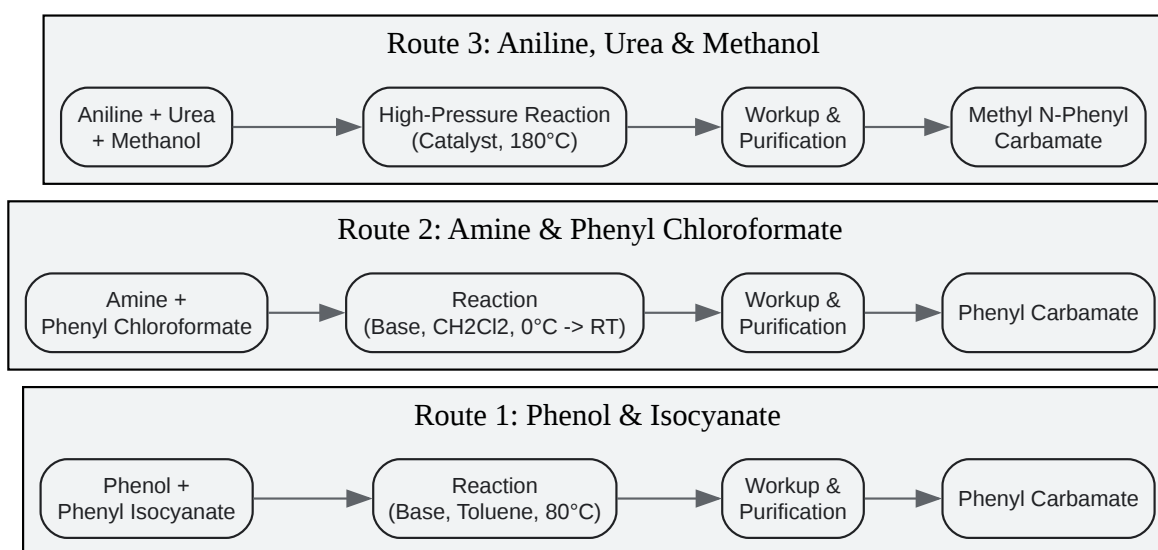 Route 3: Aniline, Urea & Methanol
Aniline + Urea
+ Methanol
High-Pressure Reaction
(Catalyst, 180°C)
Workup &
Purification
Methyl N-Phenyl
Carbamate
Route 2: Amine & Phenyl Chloroformate
Amine +
Phenyl Chloroformate
Reaction
(Base, CH2Cl2, 0°C -> RT)
Workup &
Purification
Phenyl Carbamate
Route 1: Phenol & Isocyanate
Phenol +
Phenyl Isocyanate
Reaction
(Base, Toluene, 80°C)
Workup &
Purification
Phenyl Carbamate